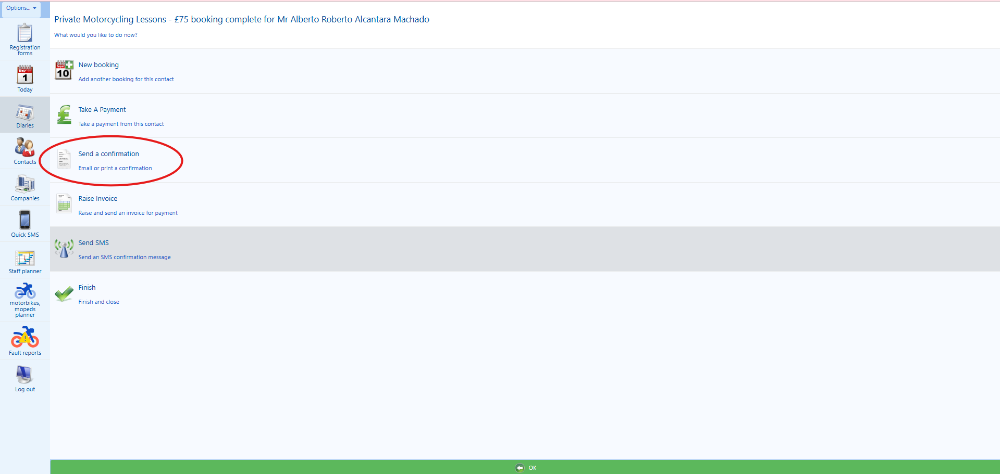 Options...
Registration
forms
Day
1
Today
Diaries
Contacts
Companies
Quick SMS
Staff planner
motorbikes,
mopeds
planner
Fault reports
Log out
Private Motorcycling Lessons - £75 booking complete for Mr Alberto Roberto Alcantara Machado
What would you like to do now?
Nov
10
New booking
Add another booking for this contact
£
Take A Payment
Take a payment from this contact
Send a confirmation
Email or print a confirmation
Raise Invoice
Raise and send an invoice for payment
Send SMS
Send an SMS confirmation message
Finish
Finish and close
OK